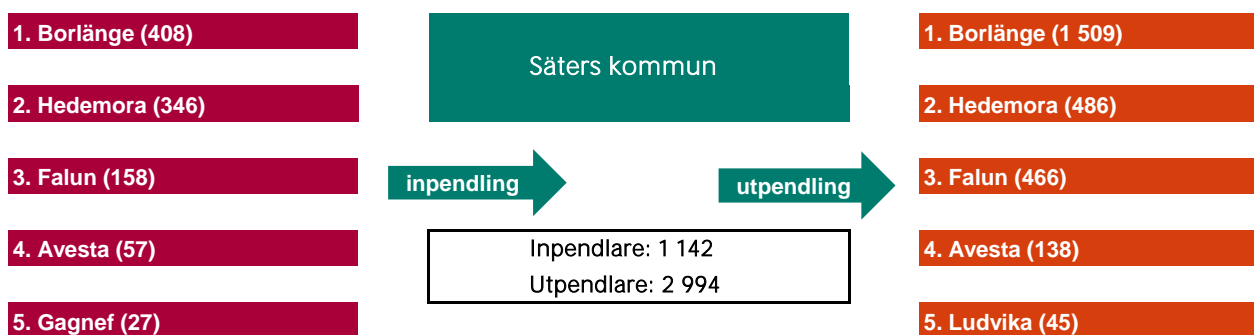 1. Borlänge (408)
2. Hedemora (346)
3. Falun (158)
4. Avesta (57)
5. Gagnef (27)
Säters kommun
inpendling
utpendling
Inpendlare: 1 142
Utpendlare: 2 994
1. Borlänge (1 509)
2. Hedemora (486)
3. Falun (466)
4. Avesta (138)
5. Ludvika (45)